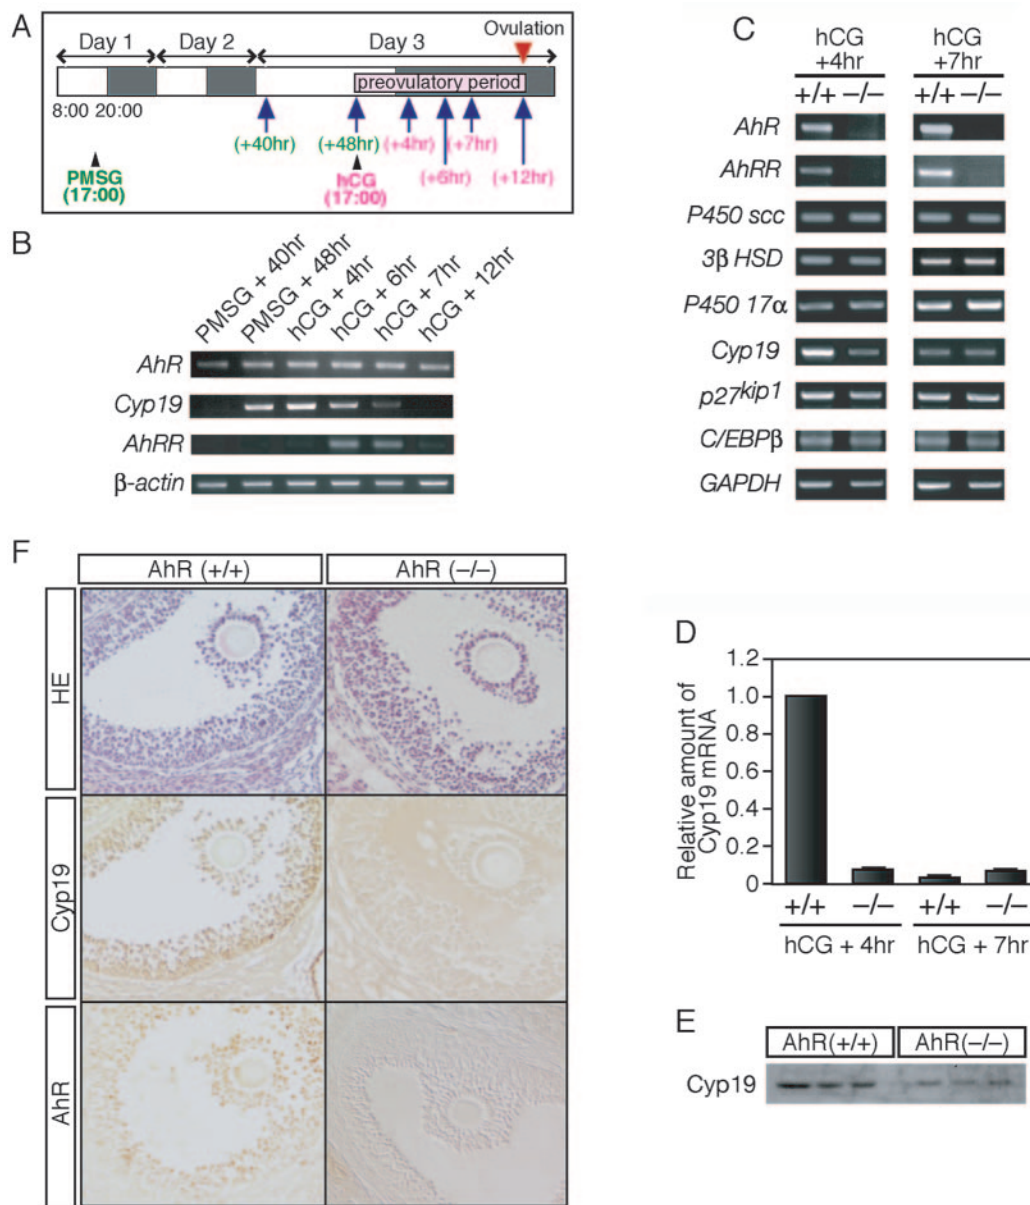 A
Day 1
Day 2
Day 3
Ovulation
preovulatory period
8:00 20:00
(+40hr)
(+48hr)
(+4hr)
(+7hr)
(+6hr)
(+12hr)
PMSG
(17:00)
hCG
(17:00)
B
PMSG + 40hr
PMSG + 48hr
hCG + 4hr
hCG + 6hr
hCG + 7hr
hCG + 12hr
AhR
Cyp19
AhRR
β-actin
C
hCG
+4hr
hCG
+7hr
+/+ −/− +/+ −/−
AhR
AhRR
P450 scc
3β HSD
P450 17α
Cyp19
p27kip1
C/EBPβ
GAPDH
F
AhR (+/+)
AhR (−/−)
HE
Cyp19
AhR
D
Relative amount of
Cyp19 mRNA
1.2
1.0
0.8
0.6
0.4
0.2
0
+/+ −/− +/+ −/−
hCG + 4hr hCG + 7hr
E
AhR(+/+) AhR(−/−)
Cyp19